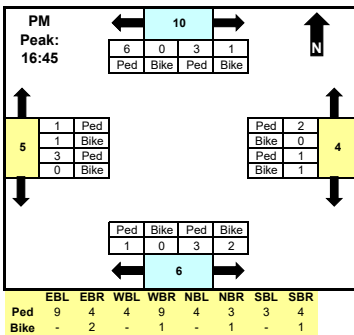 PM
Peak:
16:45
10
N
6 0 3 1
Ped Bike Ped Bike
5
1 Ped
1 Bike
3 Ped
0 Bike
Ped 2
Bike 0
Ped 1
Bike 1
4
Ped Bike Ped Bike
1 0 3 2
6
EBL EBR WBL WBR NBL NBR SBL SBR
Ped 9 4 4 9 4 3 3 4
Bike - 2 - 1 - 1 - 1